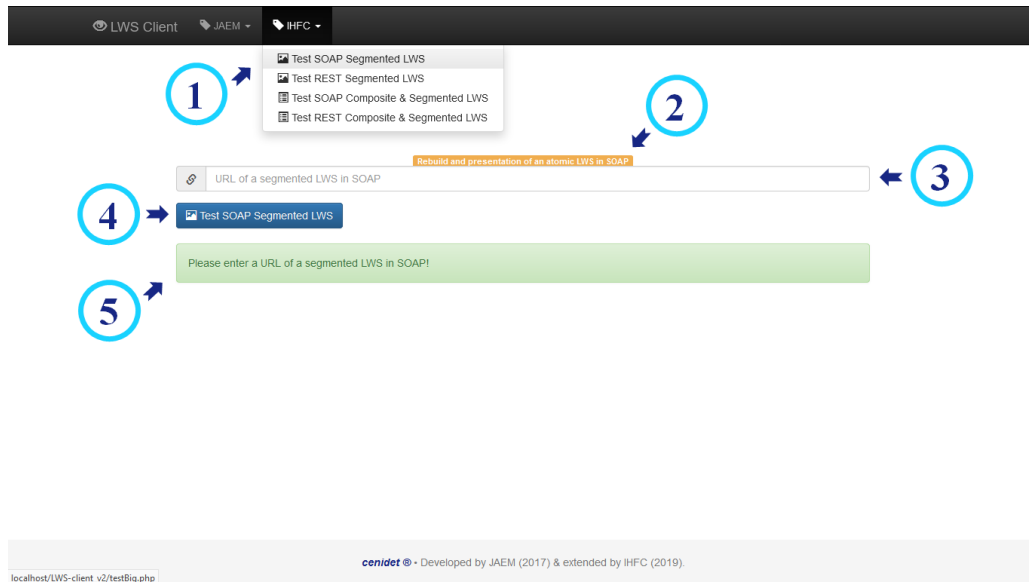 LWS Client JAEM IHFC
Test SOAP Segmented LWS
Test REST Segmented LWS
Test SOAP Composite & Segmented LWS
Test REST Composite & Segmented LWS
1
2
Rebuild and presentation of an atomic LWS in SOAP
URL of a segmented LWS in SOAP
3
4
Test SOAP Segmented LWS
Please enter a URL of a segmented LWS in SOAP!
5
cenidet ® • Developed by JAEM (2017) & extended by IHFC (2019).
localhost/LWS-client_v2/testBig.php